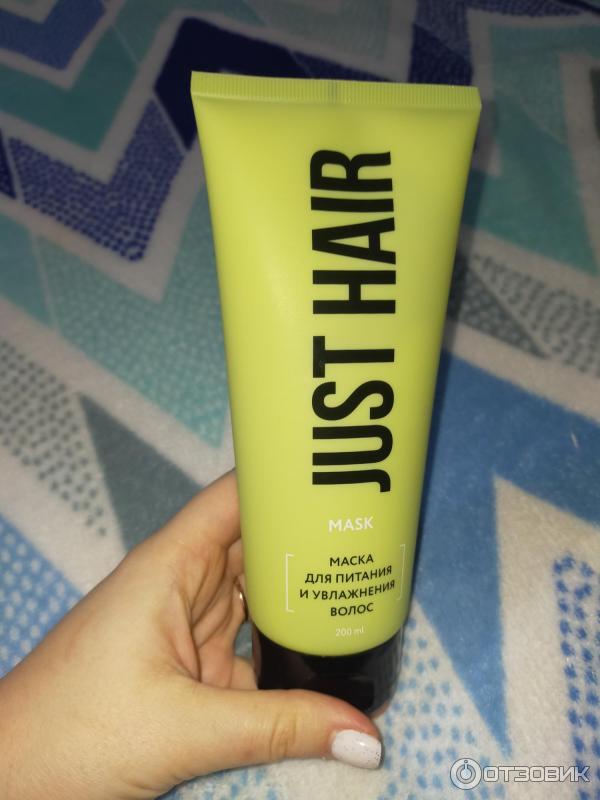 JUST HAIR
MASK
МАСКА
ДЛЯ ПИТАНИЯ
И УВЛАЖНЕНИЯ
ВОЛОС
200 ml
ОТЗОВИК